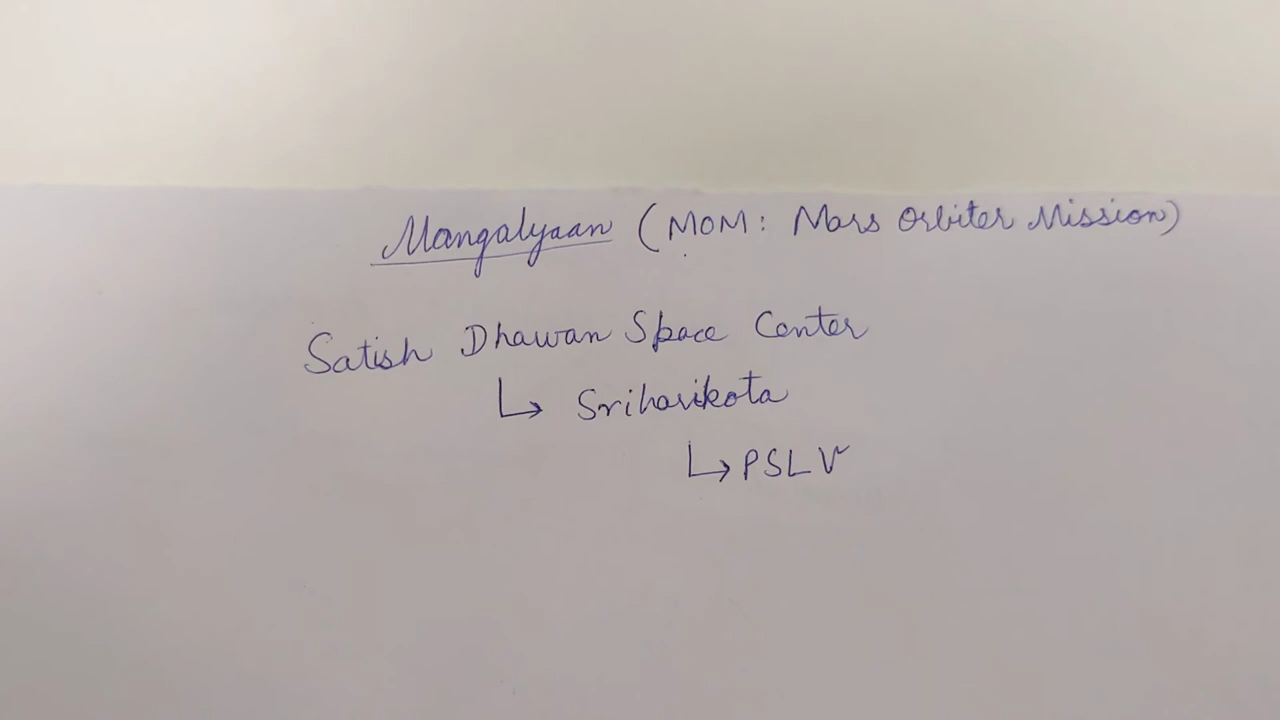 Mangalyaan (MOM: Mars Orbiter Mission)
Satish Dhawan Space Center
↳ Sriharikota
↳ PSLV